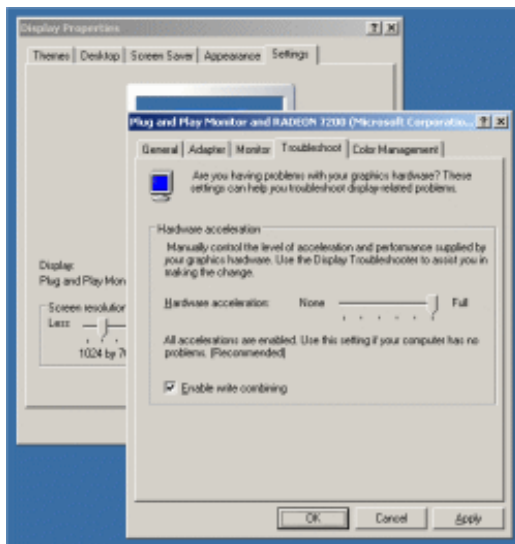 Display Properties
Themes Desktop Screen Saver Appearance Settings
Display:
Plug and Play Mon
Screen resolution
Less
1024 by 7
Plug and Play Monitor and RADEON 7200 (Microsoft Corporatio...
General Adapter Monitor Troubleshoot Color Management
Are you having problems with your graphics hardware? These
settings can help you troubleshoot display-related problems.
Hardware acceleration
Manually control the level of acceleration and performance supplied by
your graphics hardware. Use the Display Troubleshooter to assist you in
making the change.
Hardware acceleration: None Full
All accelerations are enabled. Use this setting if your computer has no
problems. (Recommended)
Enable write combining
OK Cancel Apply